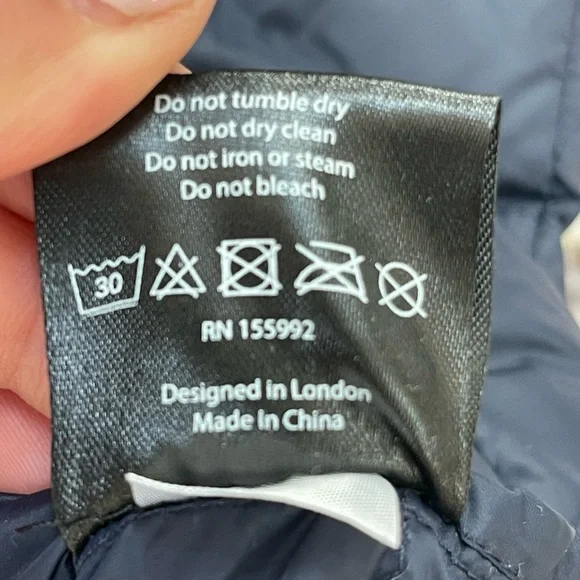 Do not tumble dry
Do not dry clean
Do not iron or steam
Do not bleach
30
RN 155992
Designed in London
Made in China